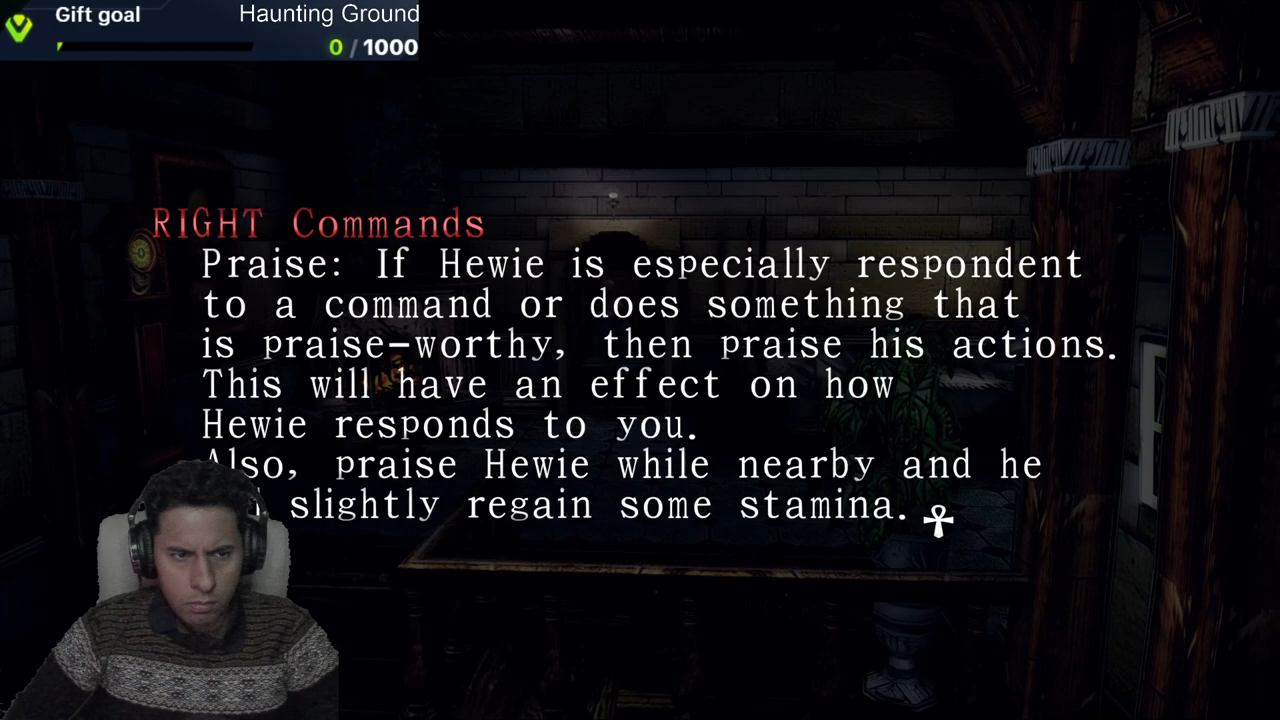 Gift goal
Haunting Ground
0 / 1000
RIGHT Commands
Praise: If Hewie is especially respondent
to a command or does something that
is praise-worthy, then praise his actions.
This will have an effect on how
Hewie responds to you.
Also, praise Hewie while nearby and he
slightly regain some stamina.